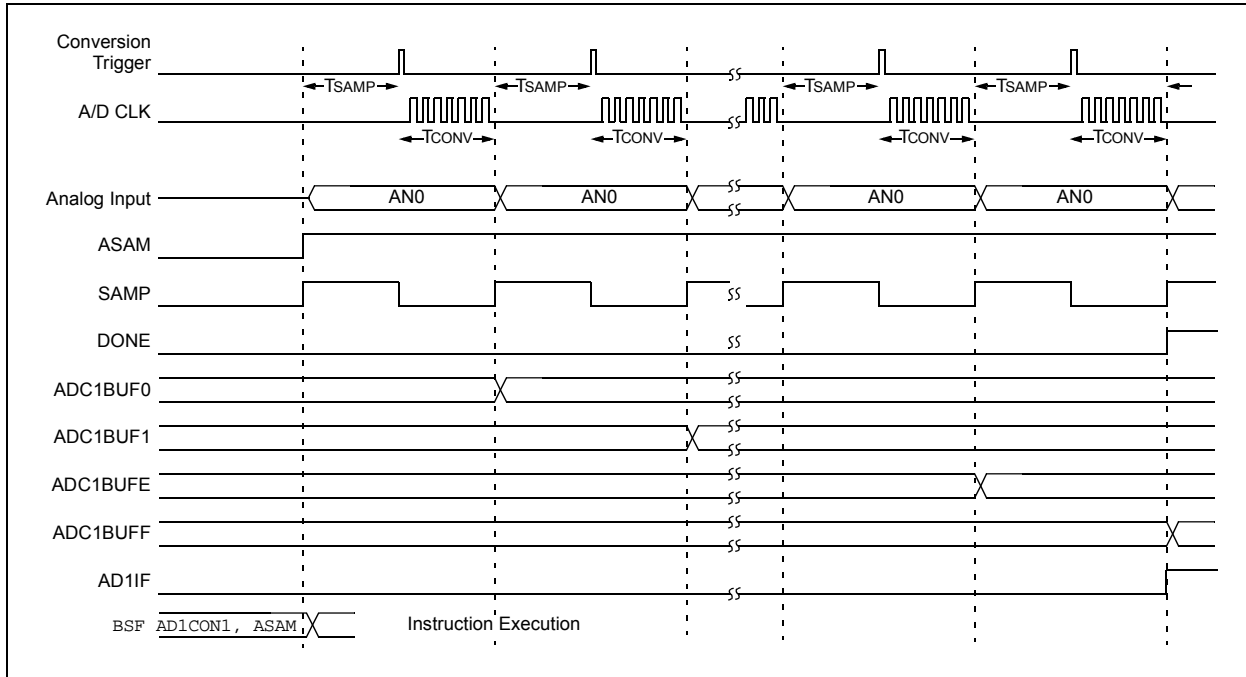 Conversion
Trigger
TSAMP TSAMP TSAMP TSAMP
A/D CLK
TCONV TCONV TCONV TCONV
Analog Input AN0 AN0 AN0 AN0
ASAM
SAMP
DONE
ADC1BUF0
ADC1BUF1
ADC1BUFE
ADC1BUFF
AD1IF
BSF AD1CON1, ASAM Instruction Execution